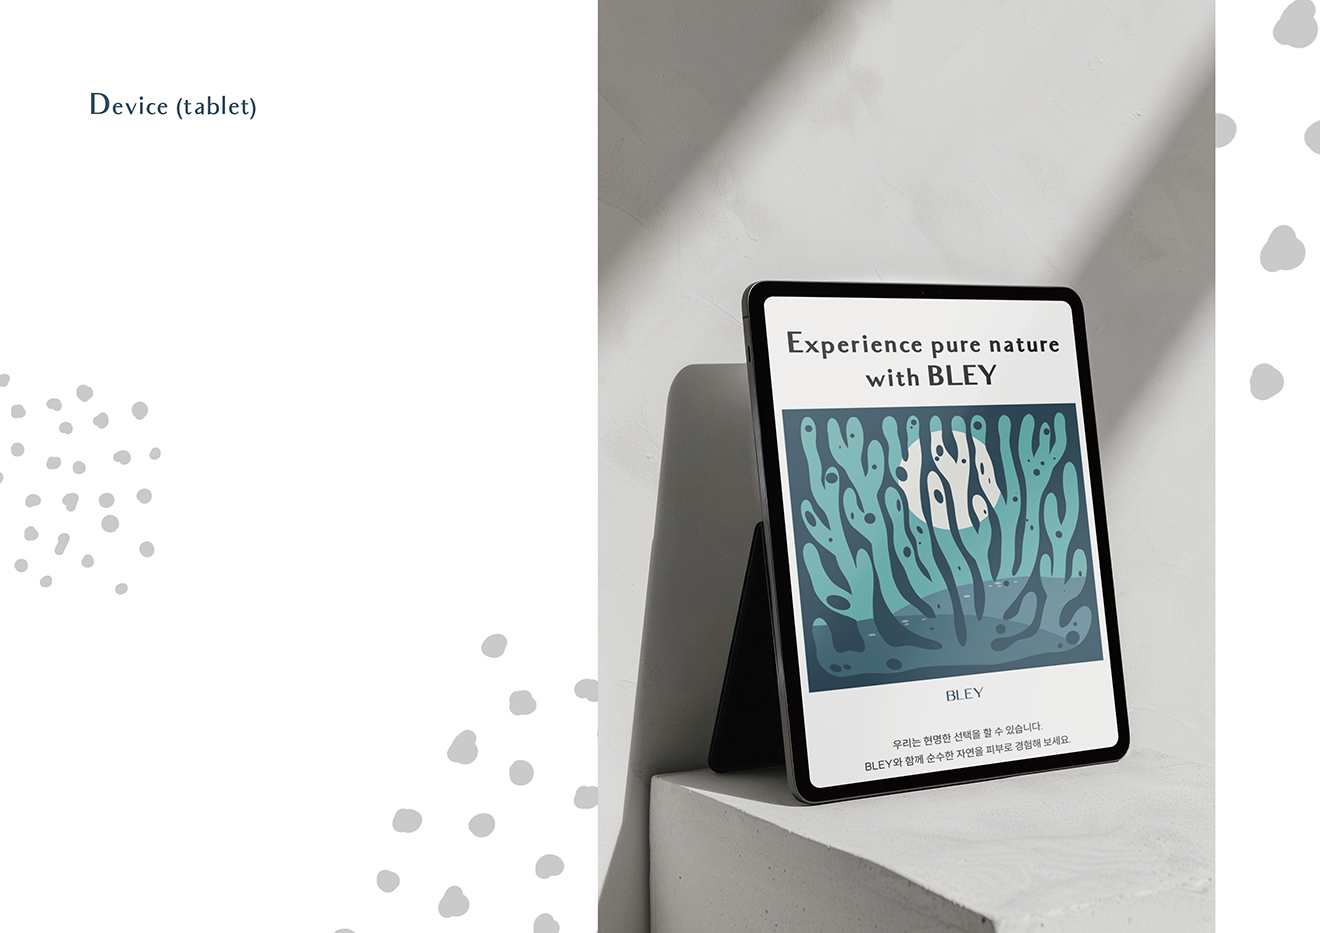 Device (tablet)
Experience pure nature
with BLEY
BLEY
우리는 현명한 선택을 할 수 있습니다.
BLEY와 함께 순수한 자연을 피부로 경험해 보세요.